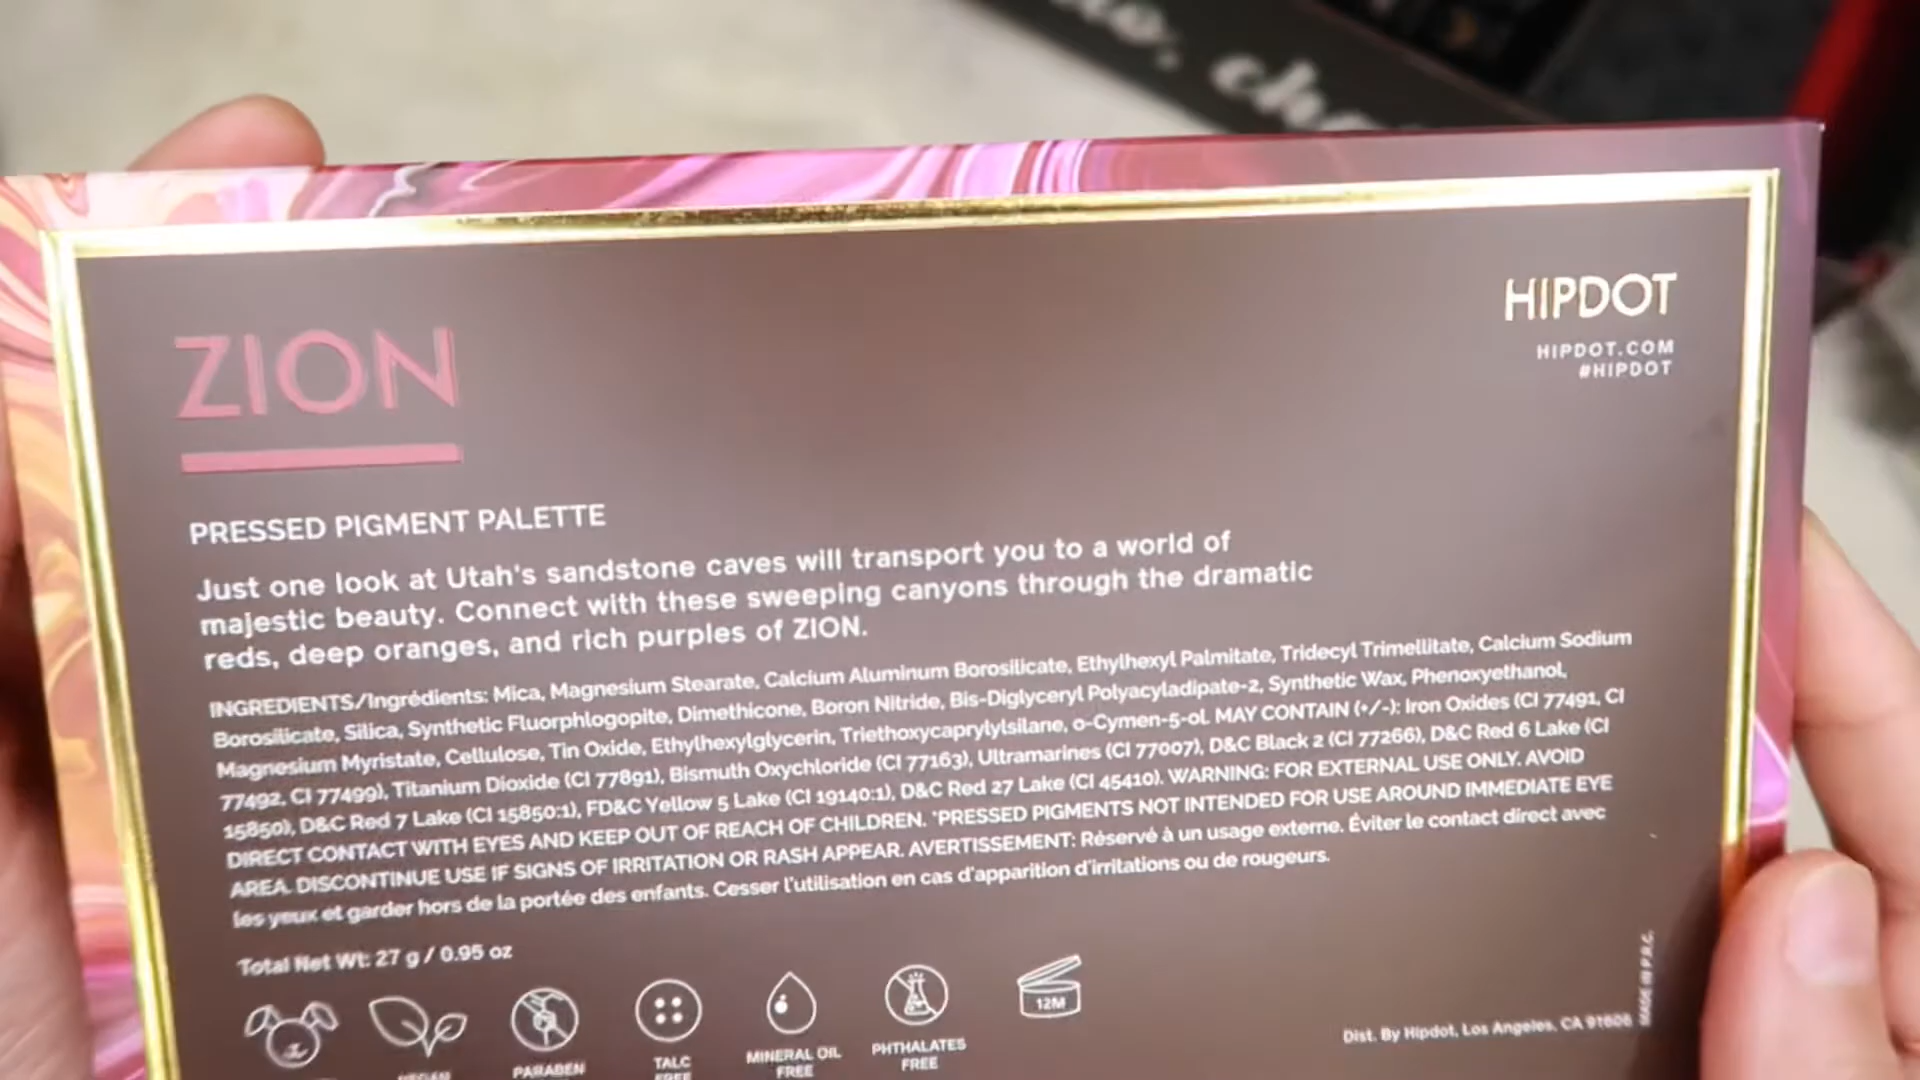 HIPDOT
HIPDOT.COM
#HIPDOT
ZION
PRESSED PIGMENT PALETTE
Just one look at Utah's sandstone caves will transport you to a world of
majestic beauty. Connect with these sweeping canyons through the dramatic
reds, deep oranges, and rich purples of ZION.
INGREDIENTS/Ingrédients: Mica, Magnesium Stearate, Calcium Aluminum Borosilicate, Ethylhexyl Palmitate, Tridecyl Trimellitate, Calcium Sodium
Borosilicate, Silica, Synthetic Fluorphlogopite, Dimethicone, Boron Nitride, Bis-Diglyceryl Polyacyladipate-2, Synthetic Wax, Phenoxyethanol,
Magnesium Myristate, Cellulose, Tin Oxide, Ethylhexylglycerin, Triethoxycaprylylsilane, o-Cymen-5-ol. MAY CONTAIN (+/-): Iron Oxides (CI 77491, CI
77492, CI 77499), Titanium Dioxide (CI 77891), Bismuth Oxychloride (CI 77163), Ultramarines (CI 77007), D&C Black 2 (CI 77266), D&C Red 6 Lake (CI
15850), D&C Red 7 Lake (CI 15850:1), FD&C Yellow 5 Lake (CI 19140:1), D&C Red 27 Lake (CI 45410). WARNING: FOR EXTERNAL USE ONLY. AVOID
DIRECT CONTACT WITH EYES AND KEEP OUT OF REACH OF CHILDREN. *PRESSED PIGMENTS NOT INTENDED FOR USE AROUND IMMEDIATE EYE
AREA. DISCONTINUE USE IF SIGNS OF IRRITATION OR RASH APPEAR. AVERTISSEMENT: Réservé à un usage externe. Éviter le contact direct avec
les yeux et garder hors de la portée des enfants. Cesser l'utilisation en cas d'apparition d'irritations ou de rougeurs.
Total Net Wt: 27 g / 0.95 oz
12M
VEGAN
PARABEN
TALC
FREE
MINERAL OIL
FREE
PHTHALATES
FREE
Dist. By Hipdot, Los Angeles, CA 91606
MADE IN P.R.C.